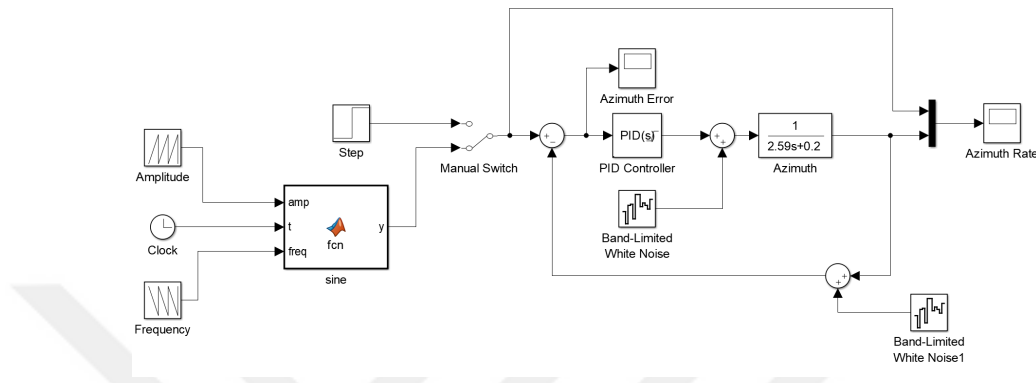 Azimuth Error
Step
Manual Switch
+
−
PID(s)
PID Controller
+
+
1
2.59s+0.2
Azimuth
Azimuth Rate
Amplitude
Clock
Frequency
amp
t
freq
fcn
y
sine
Band-Limited
White Noise
+
+
Band-Limited
White Noise1